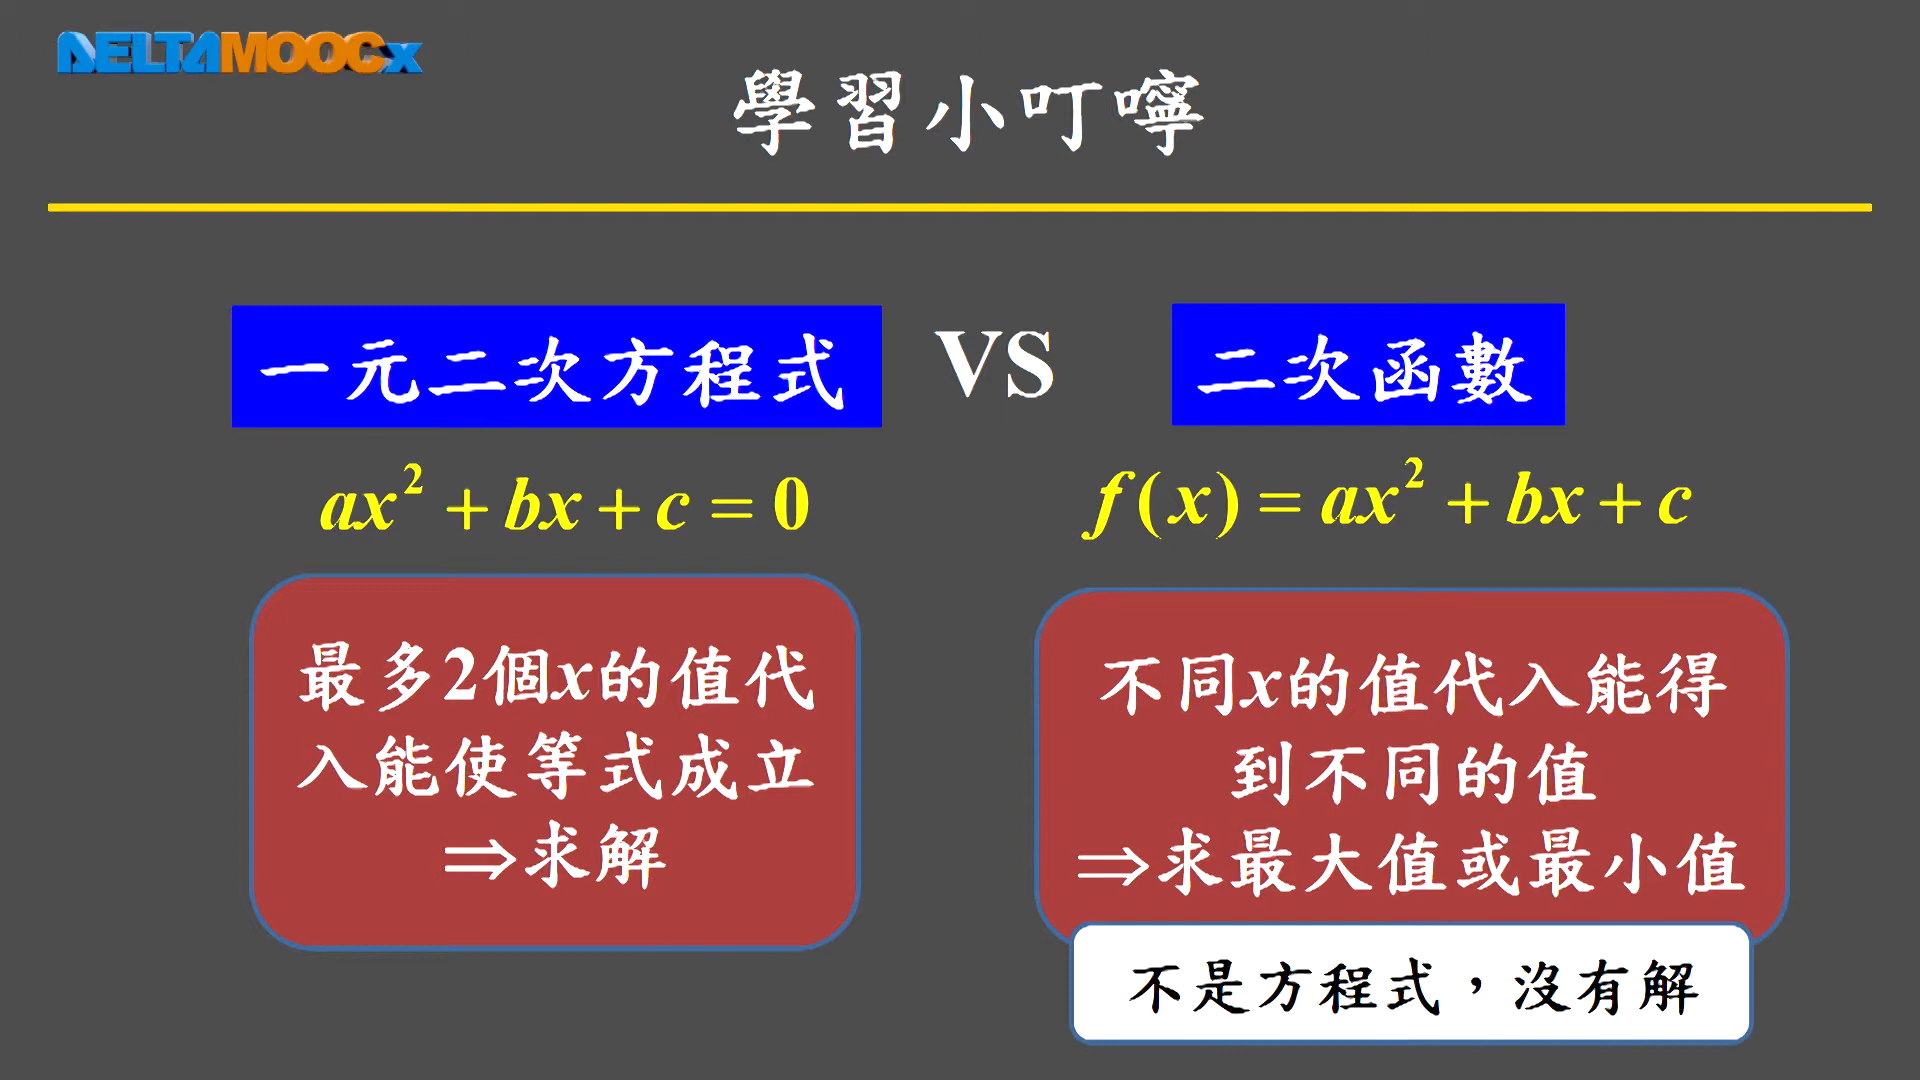 DELTAMOOCx
學習小叮嚀
一元二次方程式 VS 二次函數
ax² + bx + c = 0
f(x) = ax² + bx + c
最多2個x的值代
入能使等式成立
⇒求解
不同x的值代入能得
到不同的值
⇒求最大值或最小值
不是方程式，沒有解